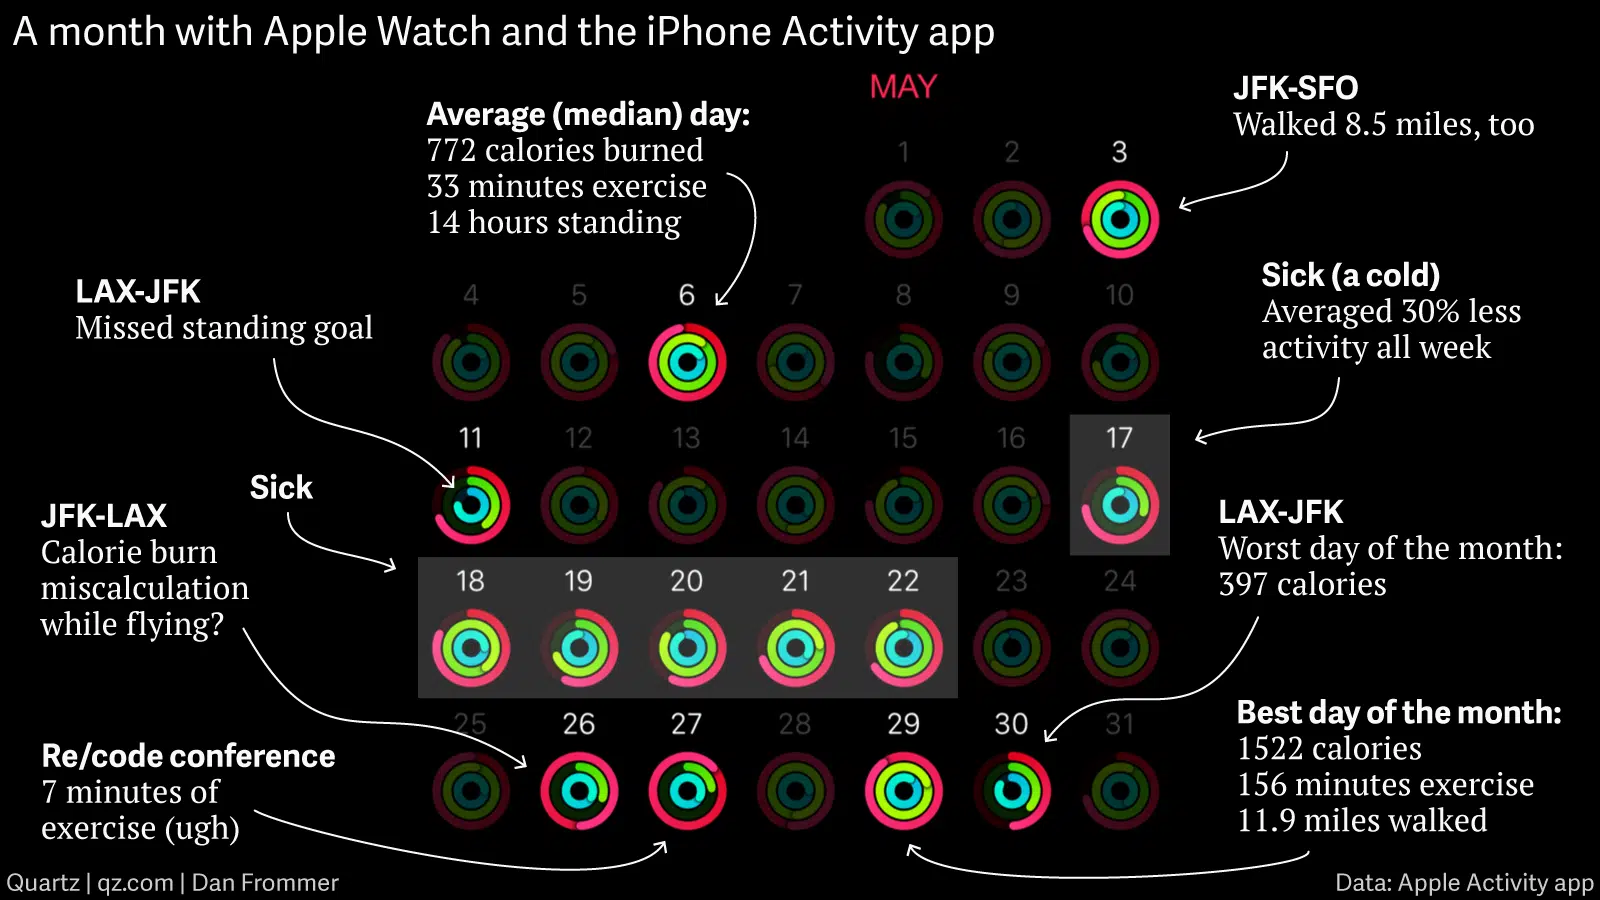 A month with Apple Watch and the iPhone Activity app
MAY
Average (median) day:
772 calories burned
33 minutes exercise
14 hours standing
JFK-SFO
Walked 8.5 miles, too
1 2 3
LAX-JFK
Missed standing goal
Sick (a cold)
Averaged 30% less
activity all week
4 5 6 7 8 9 10
11 12 13 14 15 16 17
Sick
JFK-LAX
Calorie burn
miscalculation
while flying?
LAX-JFK
Worst day of the month:
397 calories
18 19 20 21 22 23 24
25 26 27 28 29 30 31
Re/code conference
7 minutes of
exercise (ugh)
Best day of the month:
1522 calories
156 minutes exercise
11.9 miles walked
Quartz | qz.com | Dan Frommer
Data: Apple Activity app